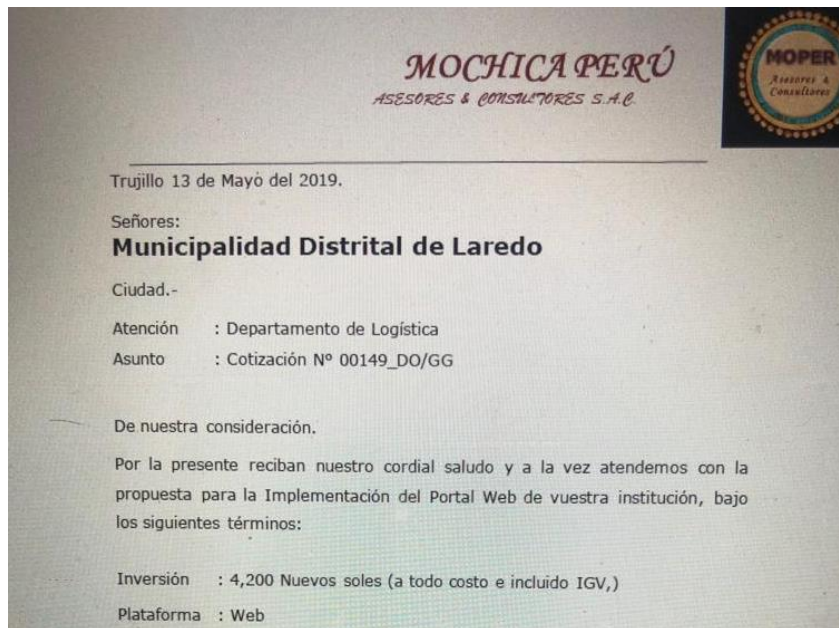 MOCHICA PERÚ
ASESORES & CONSULTORES S.A.C.
MOPER
Asesores &
Consultores
Trujillo 13 de Mayo del 2019.
Señores:
Municipalidad Distrital de Laredo
Ciudad.-
Atención : Departamento de Logística
Asunto : Cotización Nº 00149_DO/GG
De nuestra consideración.
Por la presente reciban nuestro cordial saludo y a la vez atendemos con la
propuesta para la Implementación del Portal Web de vuestra institución, bajo
los siguientes términos:
Inversión : 4,200 Nuevos soles (a todo costo e incluido IGV,)
Plataforma : Web